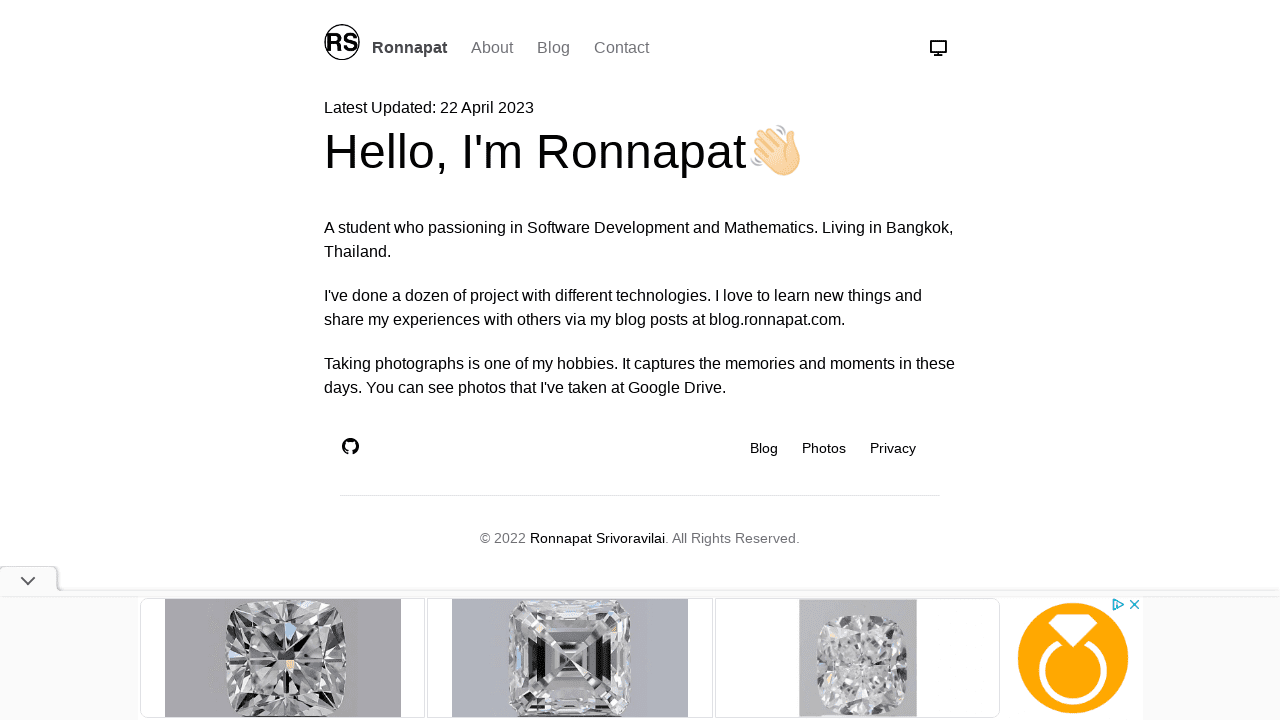 RS Ronnapat About Blog Contact
Latest Updated: 22 April 2023
Hello, I'm Ronnapat
A student who passioning in Software Development and Mathematics. Living in Bangkok,
Thailand.
I've done a dozen of project with different technologies. I love to learn new things and
share my experiences with others via my blog posts at blog.ronnapat.com.
Taking photographs is one of my hobbies. It captures the memories and moments in these
days. You can see photos that I've taken at Google Drive.
Blog Photos Privacy
© 2022 Ronnapat Srivoravilai. All Rights Reserved.